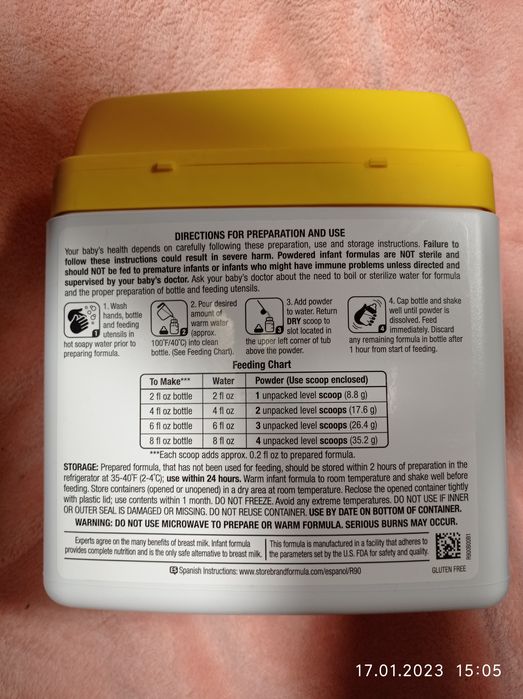 DIRECTIONS FOR PREPARATION AND USE
Your baby's health depends on carefully following these preparation, use and storage instructions. Failure to
follow these instructions could result in severe harm. Powdered infant formulas are NOT sterile and
should NOT be fed to premature infants or infants who might have immune problems unless directed and
supervised by your baby's doctor. Ask your baby's doctor about the need to boil or sterilize water for formula
and the proper preparation of bottle and feeding utensils.
1. Wash
hands, bottle
and feeding
utensils in
hot soapy water prior to
preparing formula.
1
2. Pour desired
amount of
warm water
(approx.
100˚F/40˚C) into clean
bottle. (See Feeding Chart).
2
3. Add powder
to water. Return
DRY scoop to
slot located in
the upper left corner of tub
above the powder.
3
4. Cap bottle and shake
well until powder is
dissolved. Feed
immediately. Discard
any remaining formula in bottle after
1 hour from start of feeding.
4
Feeding Chart
To Make*** Water Powder (Use scoop enclosed)
2 fl oz bottle 2 fl oz 1 unpacked level scoop (8.8 g)
4 fl oz bottle 4 fl oz 2 unpacked level scoops (17.6 g)
6 fl oz bottle 6 fl oz 3 unpacked level scoops (26.4 g)
8 fl oz bottle 8 fl oz 4 unpacked level scoops (35.2 g)
***Each scoop adds approx. 0.2 fl oz to prepared formula.
STORAGE: Prepared formula, that has not been used for feeding, should be stored within 2 hours of preparation in the
refrigerator at 35-40˚F (2-4˚C); use within 24 hours. Warm infant formula to room temperature and shake well before
feeding. Store containers (opened or unopened) in a dry area at room temperature. Reclose the opened container tightly
with plastic lid; use contents within 1 month. DO NOT FREEZE. Avoid any extreme temperatures. DO NOT USE IF INNER
OR OUTER SEAL IS DAMAGED OR MISSING. DO NOT REUSE CONTAINER. USE BY DATE ON BOTTOM OF CONTAINER.
WARNING: DO NOT USE MICROWAVE TO PREPARE OR WARM FORMULA. SERIOUS BURNS MAY OCCUR.
Experts agree on the many benefits of breast milk. Infant formula
provides complete nutrition and is the only safe alternative to breast milk.
This formula is manufactured in a facility that adheres to
the parameters set by the U.S. FDA for safety and quality.
Spanish Instructions: www.storebrandformula.com/espanol/R90
GLUTEN FREE
17.01.2023 15:05